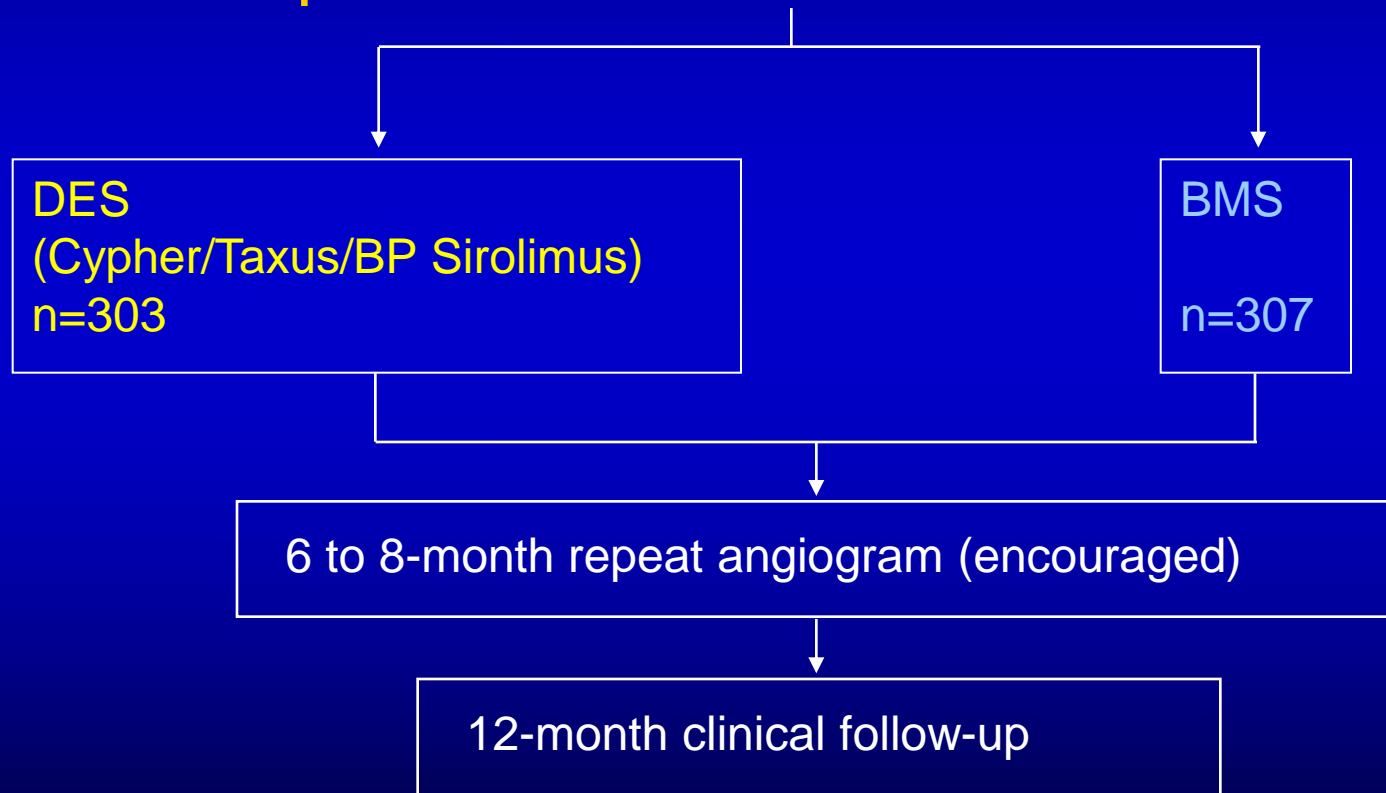 DES
(Cypher/Taxus/BP Sirolimus)
n=303
BMS
n=307
6 to 8-month repeat angiogram (encouraged)
12-month clinical follow-up